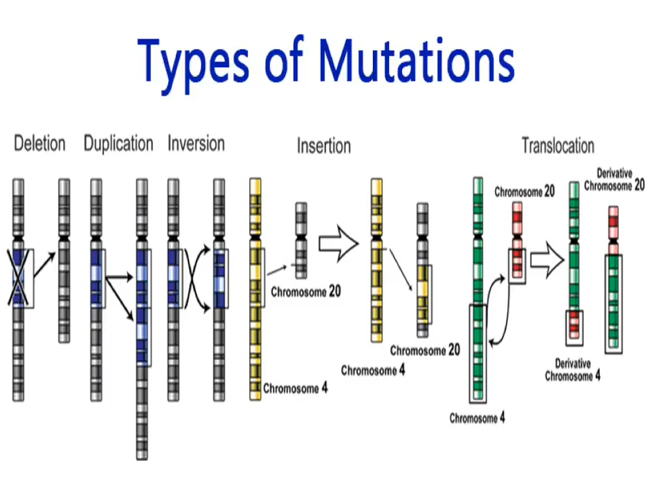 Types of Mutations
Deletion Duplication Inversion Insertion Translocation
Chromosome 20
Chromosome 4
Chromosome 4
Chromosome 20
Chromosome 20
Chromosome 4
Derivative
Chromosome 4
Derivative
Chromosome 20